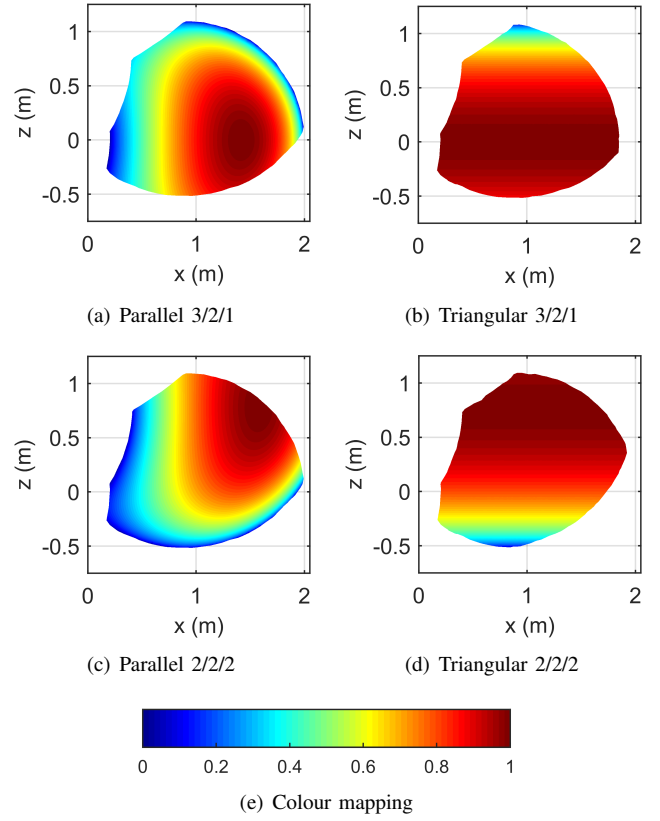 1
0.5
0
-0.5
z (m)
0 1 2
x (m)
(a) Parallel 3/2/1
1
0.5
0
-0.5
z (m)
0 1 2
x (m)
(b) Triangular 3/2/1
1
0.5
0
-0.5
z (m)
0 1 2
x (m)
(c) Parallel 2/2/2
1
0.5
0
-0.5
z (m)
0 1 2
x (m)
(d) Triangular 2/2/2
0 0.2 0.4 0.6 0.8 1
(e) Colour mapping